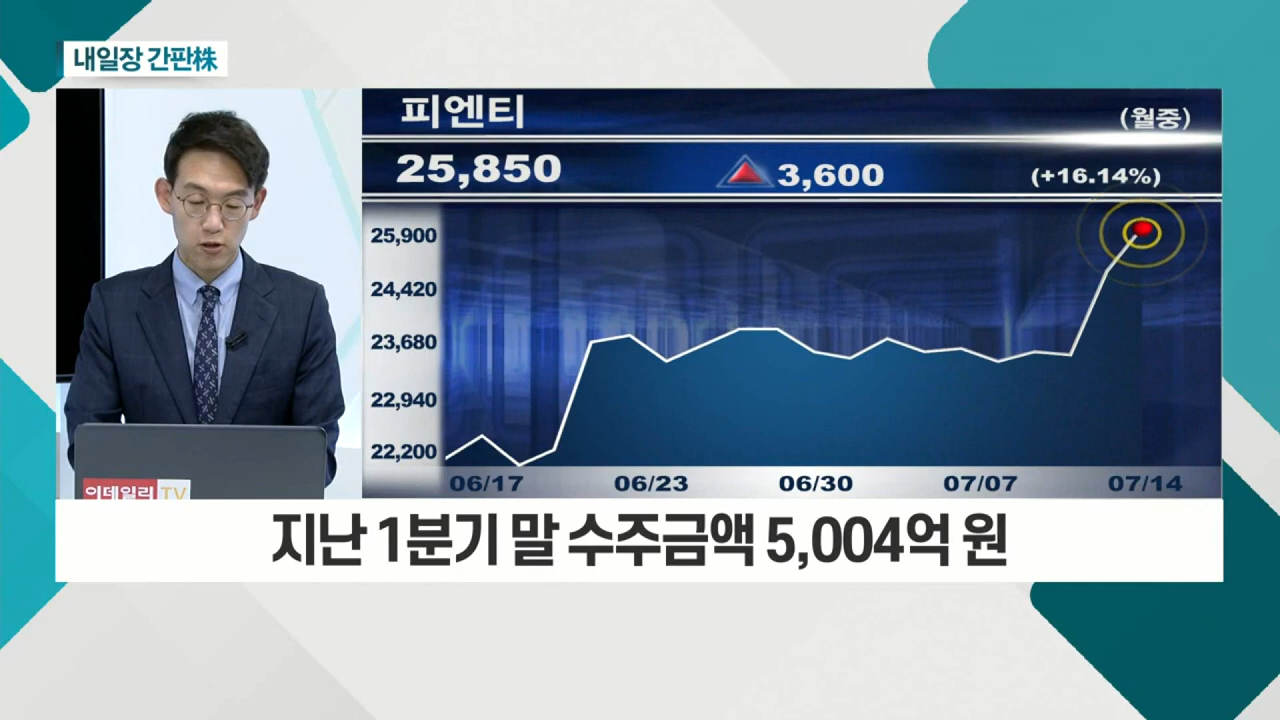 내일장 간판株
피엔티
(월중)
25,850
3,600
(+16.14%)
25,900
24,420
23,680
22,940
22,200
06/17
06/23
06/30
07/07
07/14
이데일리 TV
지난 1분기 말 수주금액 5,004억 원